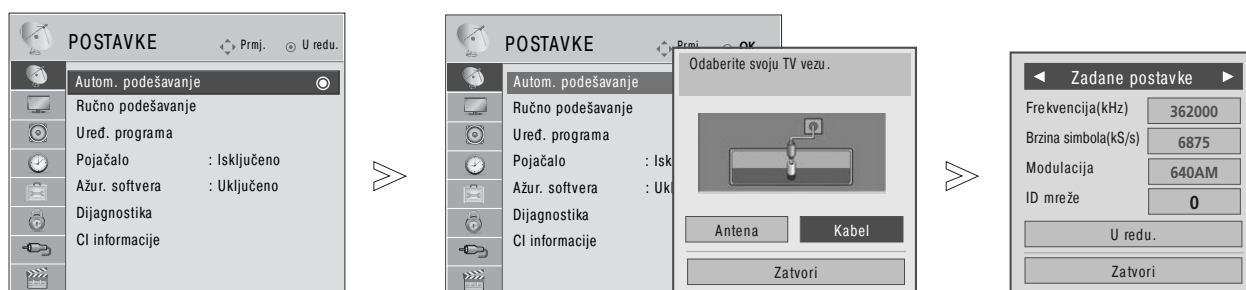 POSTAVKE Prmj. U redu.
Autom. podešavanje
Ručno podešavanje
Uređ. programa
Pojačalo : Isključeno
Ažur. softvera : Uključeno
Dijagnostika
CI informacije
POSTAVKE Prmj. OK
Autom. podešavanje
Ručno podešavanje
Uređ. programa
Pojačalo : Isk
Ažur. softvera : Ukl
Dijagnostika
CI informacije
Odaberite svoju TV vezu.
Antena Kabel
Zatvori
Zadane postavke
Frekvencija(kHz) 362000
Brzina simbola(kS/s) 6875
Modulacija 640AM
ID mreže 0
U redu.
Zatvori